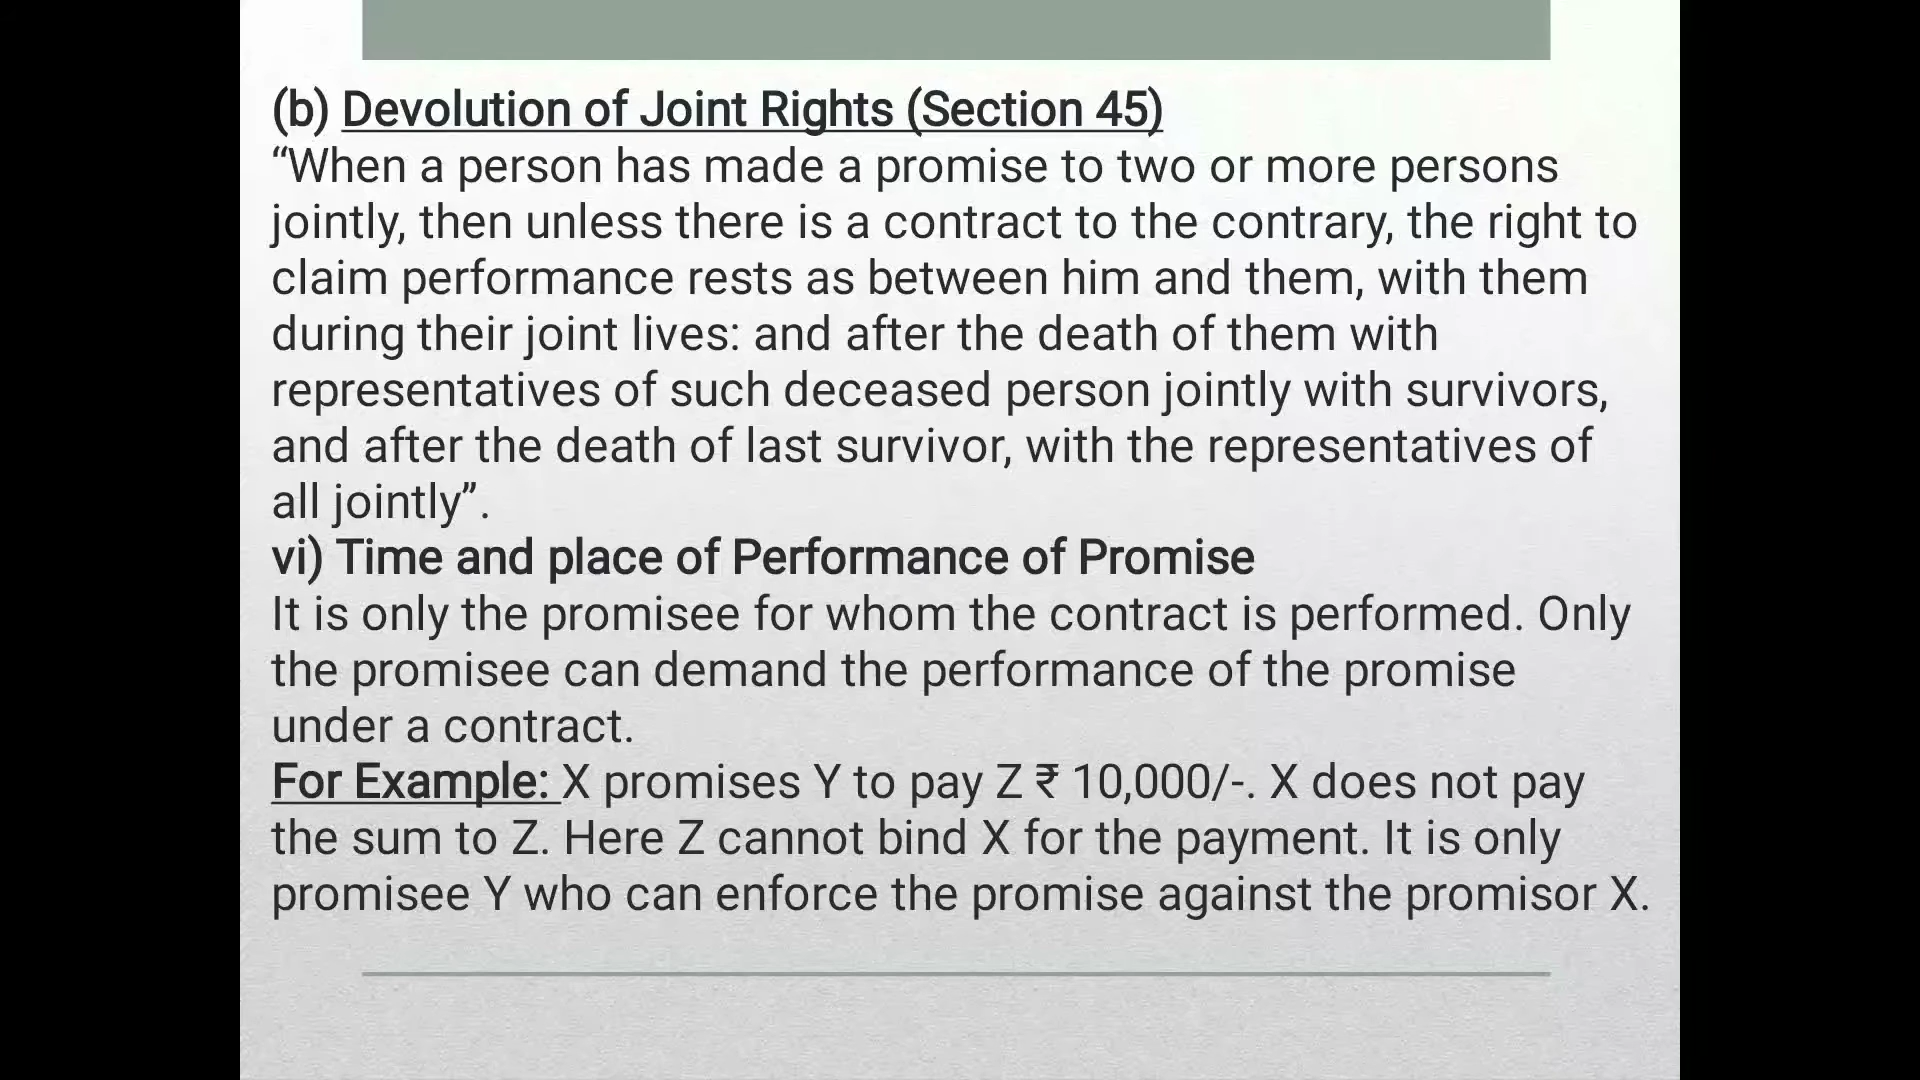 (b) Devolution of Joint Rights (Section 45)
“When a person has made a promise to two or more persons
jointly, then unless there is a contract to the contrary, the right to
claim performance rests as between him and them, with them
during their joint lives: and after the death of them with
representatives of such deceased person jointly with survivors,
and after the death of last survivor, with the representatives of
all jointly”.
vi) Time and place of Performance of Promise
It is only the promisee for whom the contract is performed. Only
the promisee can demand the performance of the promise
under a contract.
For Example: X promises Y to pay Z ₹ 10,000/-. X does not pay
the sum to Z. Here Z cannot bind X for the payment. It is only
promisee Y who can enforce the promise against the promisor X.